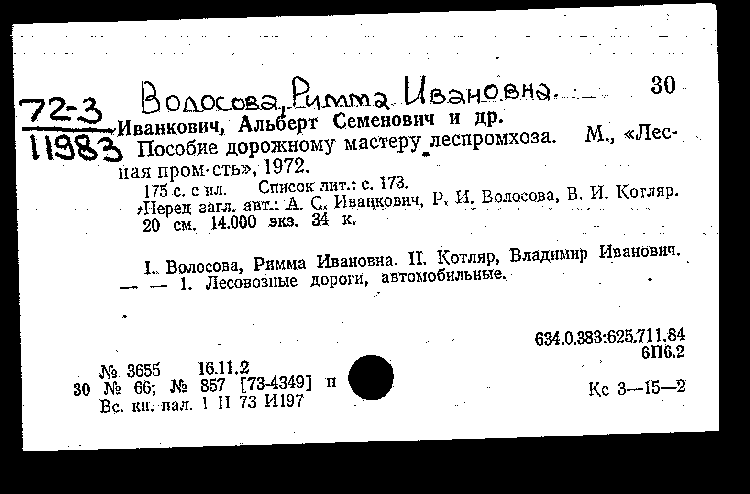 Волосова, Римма Ивановна. 30
72-3
11983
Иванкович, Альберт Семенович и др.
Пособие дорожному мастеру леспромхоза. М., «Лес-
ная пром-сть», 1972.
175 с. с ил. Список лит.: с. 173.
Перед загл. авт.: А. С. Иванкович, Р. И. Волосова, В. И. Котляр.
20 см. 14.000 экз. 34 к.
I. Волосова, Римма Ивановна. II. Котляр, Владимир Иванович.
— — 1. Лесовозные дороги, автомобильные.
634.0.383:625.711.84
6П6.2
№ 3655 16.11.2
30 № 66; № 857 [73-4349] п
Вс. кн. пал. 1 II 73 И197
Кс 3—15—2